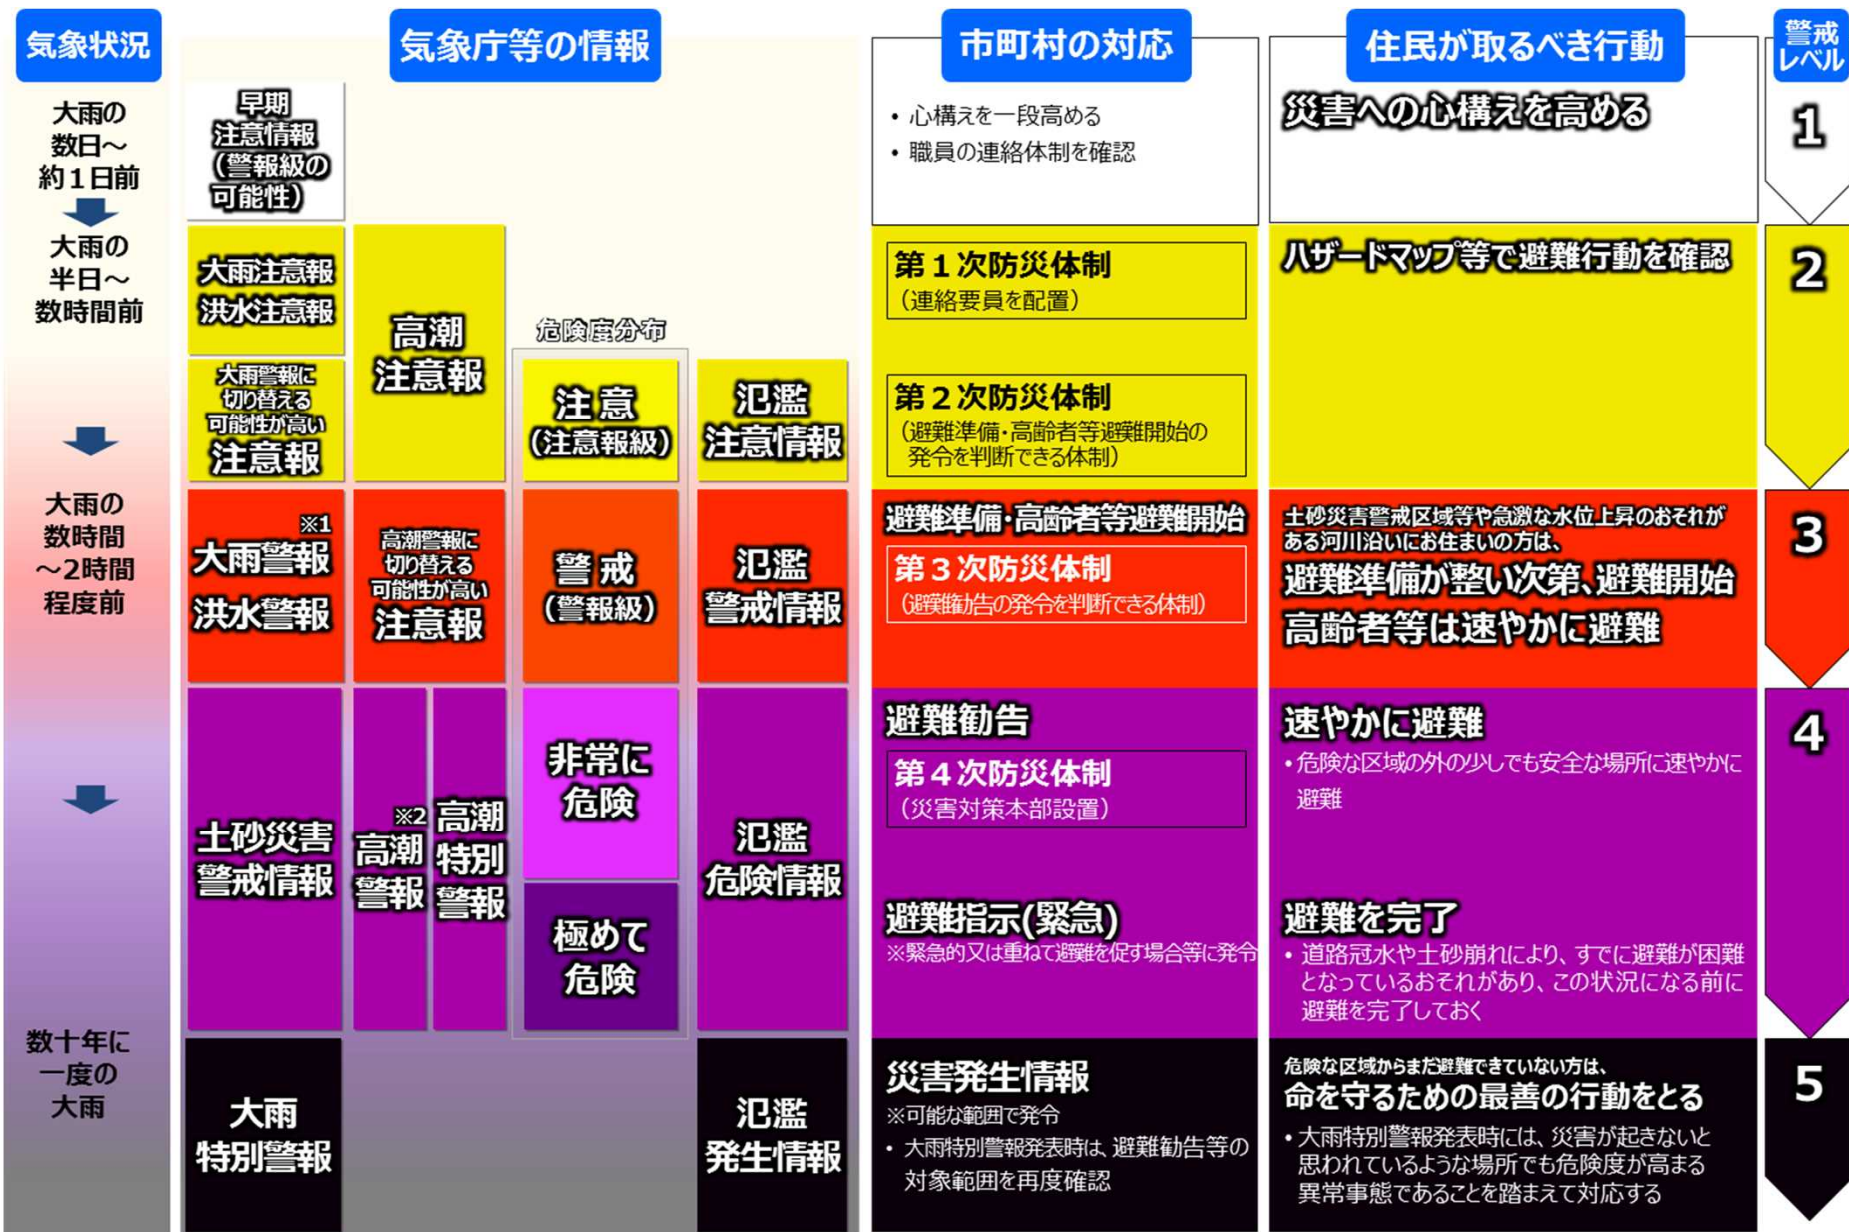 気象状況
気象庁等の情報
市町村の対応
住民が取るべき行動
警戒
レベル
大雨の
数日～
約1日前
早期
注意情報
(警報級の
可能性)
• 心構えを一段高める
• 職員の連絡体制を確認
災害への心構えを高める
1
大雨の
半日～
数時間前
大雨注意報
洪水注意報
高潮
注意報
危険度分布
大雨警報に
切り替える
可能性が高い
注意報
注意
(注意報級)
氾濫
注意情報
第1次防災体制
(連絡要員を配置)
第2次防災体制
(避難準備・高齢者等避難開始の
発令を判断できる体制)
ハザードマップ等で避難行動を確認
2
大雨の
数時間
～2時間
程度前
※1
大雨警報
洪水警報
高潮警報に
切り替える
可能性が高い
注意報
警戒
(警報級)
氾濫
警戒情報
避難準備・高齢者等避難開始
第3次防災体制
(避難勧告の発令を判断できる体制)
土砂災害警戒区域等や急激な水位上昇のおそれが
ある河川沿いにお住まいの方は、
避難準備が整い次第、避難開始
高齢者等は速やかに避難
3
土砂災害
警戒情報
※2
高潮
警報
高潮
特別
警報
非常に
危険
極めて
危険
氾濫
危険情報
避難勧告
第4次防災体制
(災害対策本部設置)
避難指示(緊急)
※緊急的又は重ねて避難を促す場合等に発令
速やかに避難
• 危険な区域の外の少しでも安全な場所に速やかに
避難
避難を完了
• 道路冠水や土砂崩れにより、すでに避難が困難
となっているおそれがあり、この状況になる前に
避難を完了しておく
4
数十年に
一度の
大雨
大雨
特別警報
氾濫
発生情報
災害発生情報
※可能な範囲で発令
• 大雨特別警報発表時は、避難勧告等の
対象範囲を再度確認
危険な区域からまだ避難できていない方は、
命を守るための最善の行動をとる
• 大雨特別警報発表時には、災害が起きないと
思われているような場所でも危険度が高まる
異常事態であることを踏まえて対応する
5